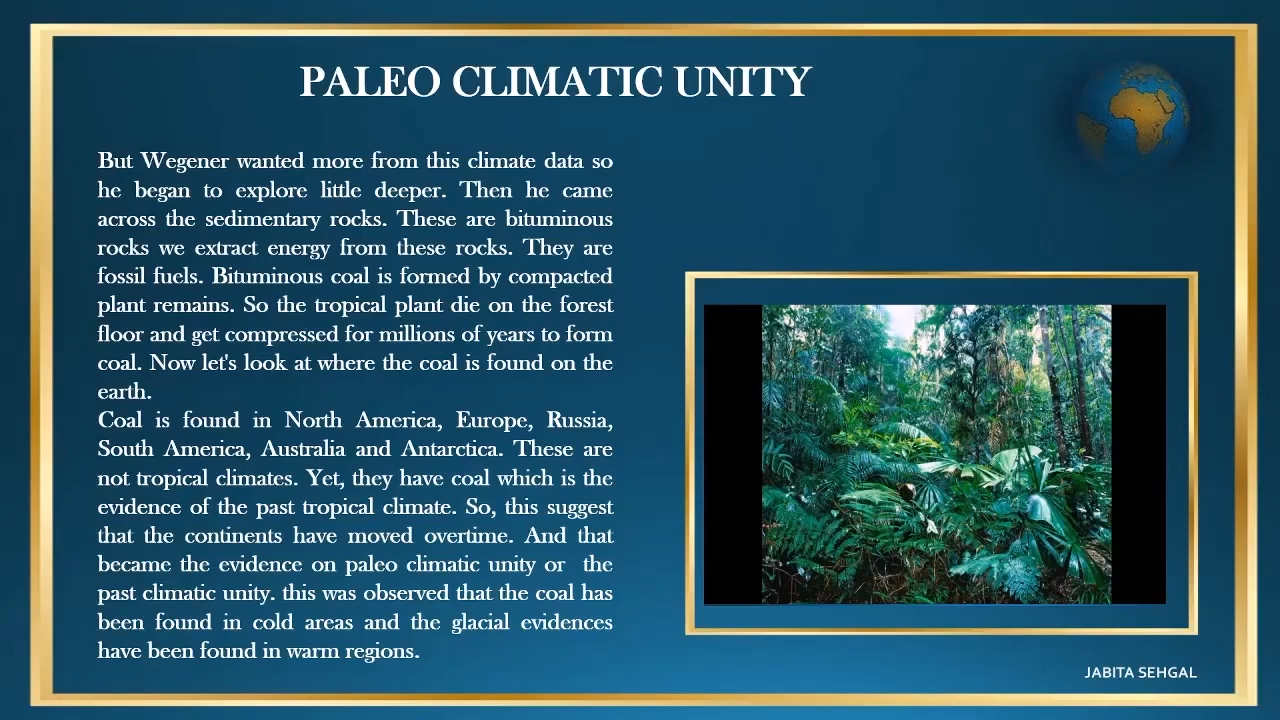 PALEO CLIMATIC UNITY
But Wegener wanted more from this climate data so
he began to explore little deeper. Then he came
across the sedimentary rocks. These are bituminous
rocks we extract energy from these rocks. They are
fossil fuels. Bituminous coal is formed by compacted
plant remains. So the tropical plant die on the forest
floor and get compressed for millions of years to form
coal. Now let's look at where the coal is found on the
earth.
Coal is found in North America, Europe, Russia,
South America, Australia and Antarctica. These are
not tropical climates. Yet, they have coal which is the
evidence of the past tropical climate. So, this suggest
that the continents have moved overtime. And that
became the evidence on paleo climatic unity or the
past climatic unity. this was observed that the coal has
been found in cold areas and the glacial evidences
have been found in warm regions.
JABITA SEHGAL